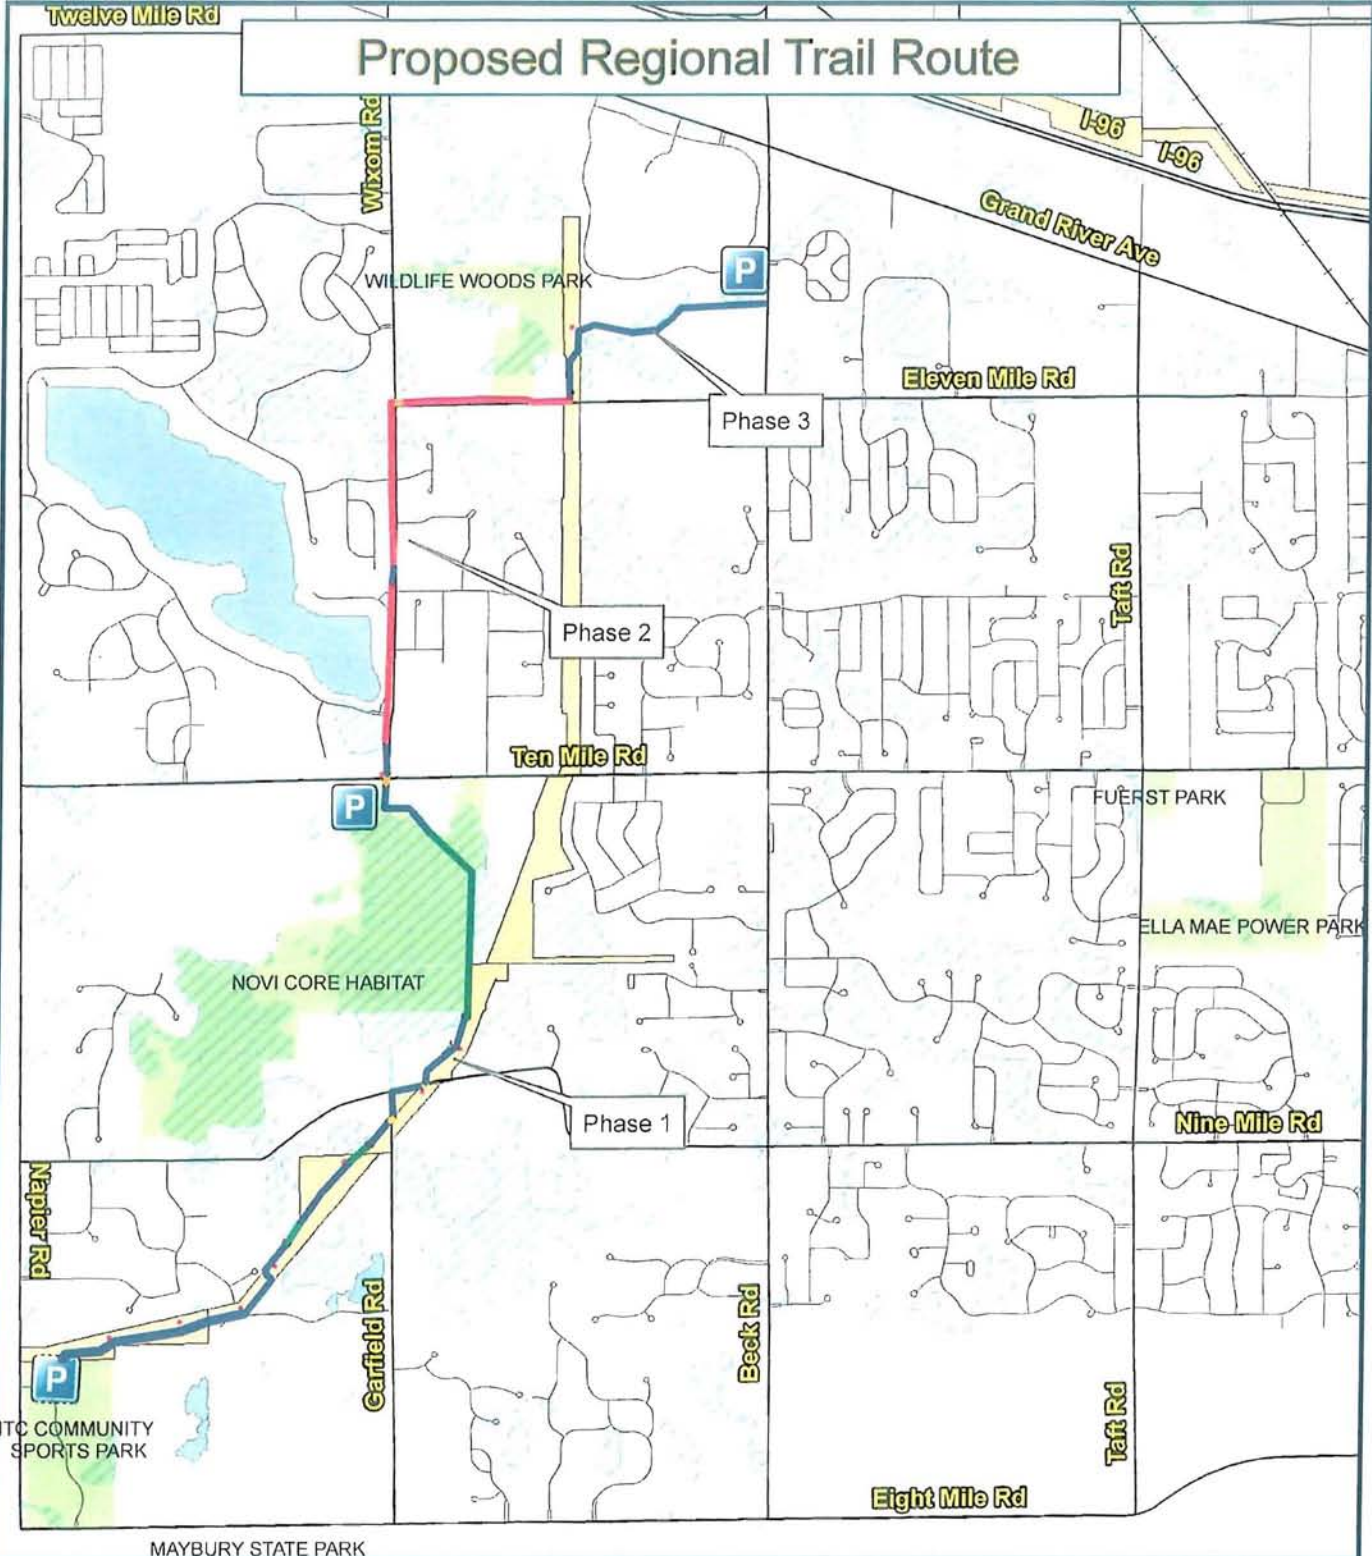 Twelve Mile Rd
Proposed Regional Trail Route
Wixom Rd
I-96
I-96
Grand River Ave
WILDLIFE WOODS PARK
P
Eleven Mile Rd
Phase 3
Taft Rd
Phase 2
Ten Mile Rd
P
FUERST PARK
ELLA MAE POWER PARK
NOVI CORE HABITAT
Phase 1
Nine Mile Rd
Napier Rd
Garfield Rd
Beck Rd
P
Taft Rd
ITC COMMUNITY
SPORTS PARK
Eight Mile Rd
MAYBURY STATE PARK